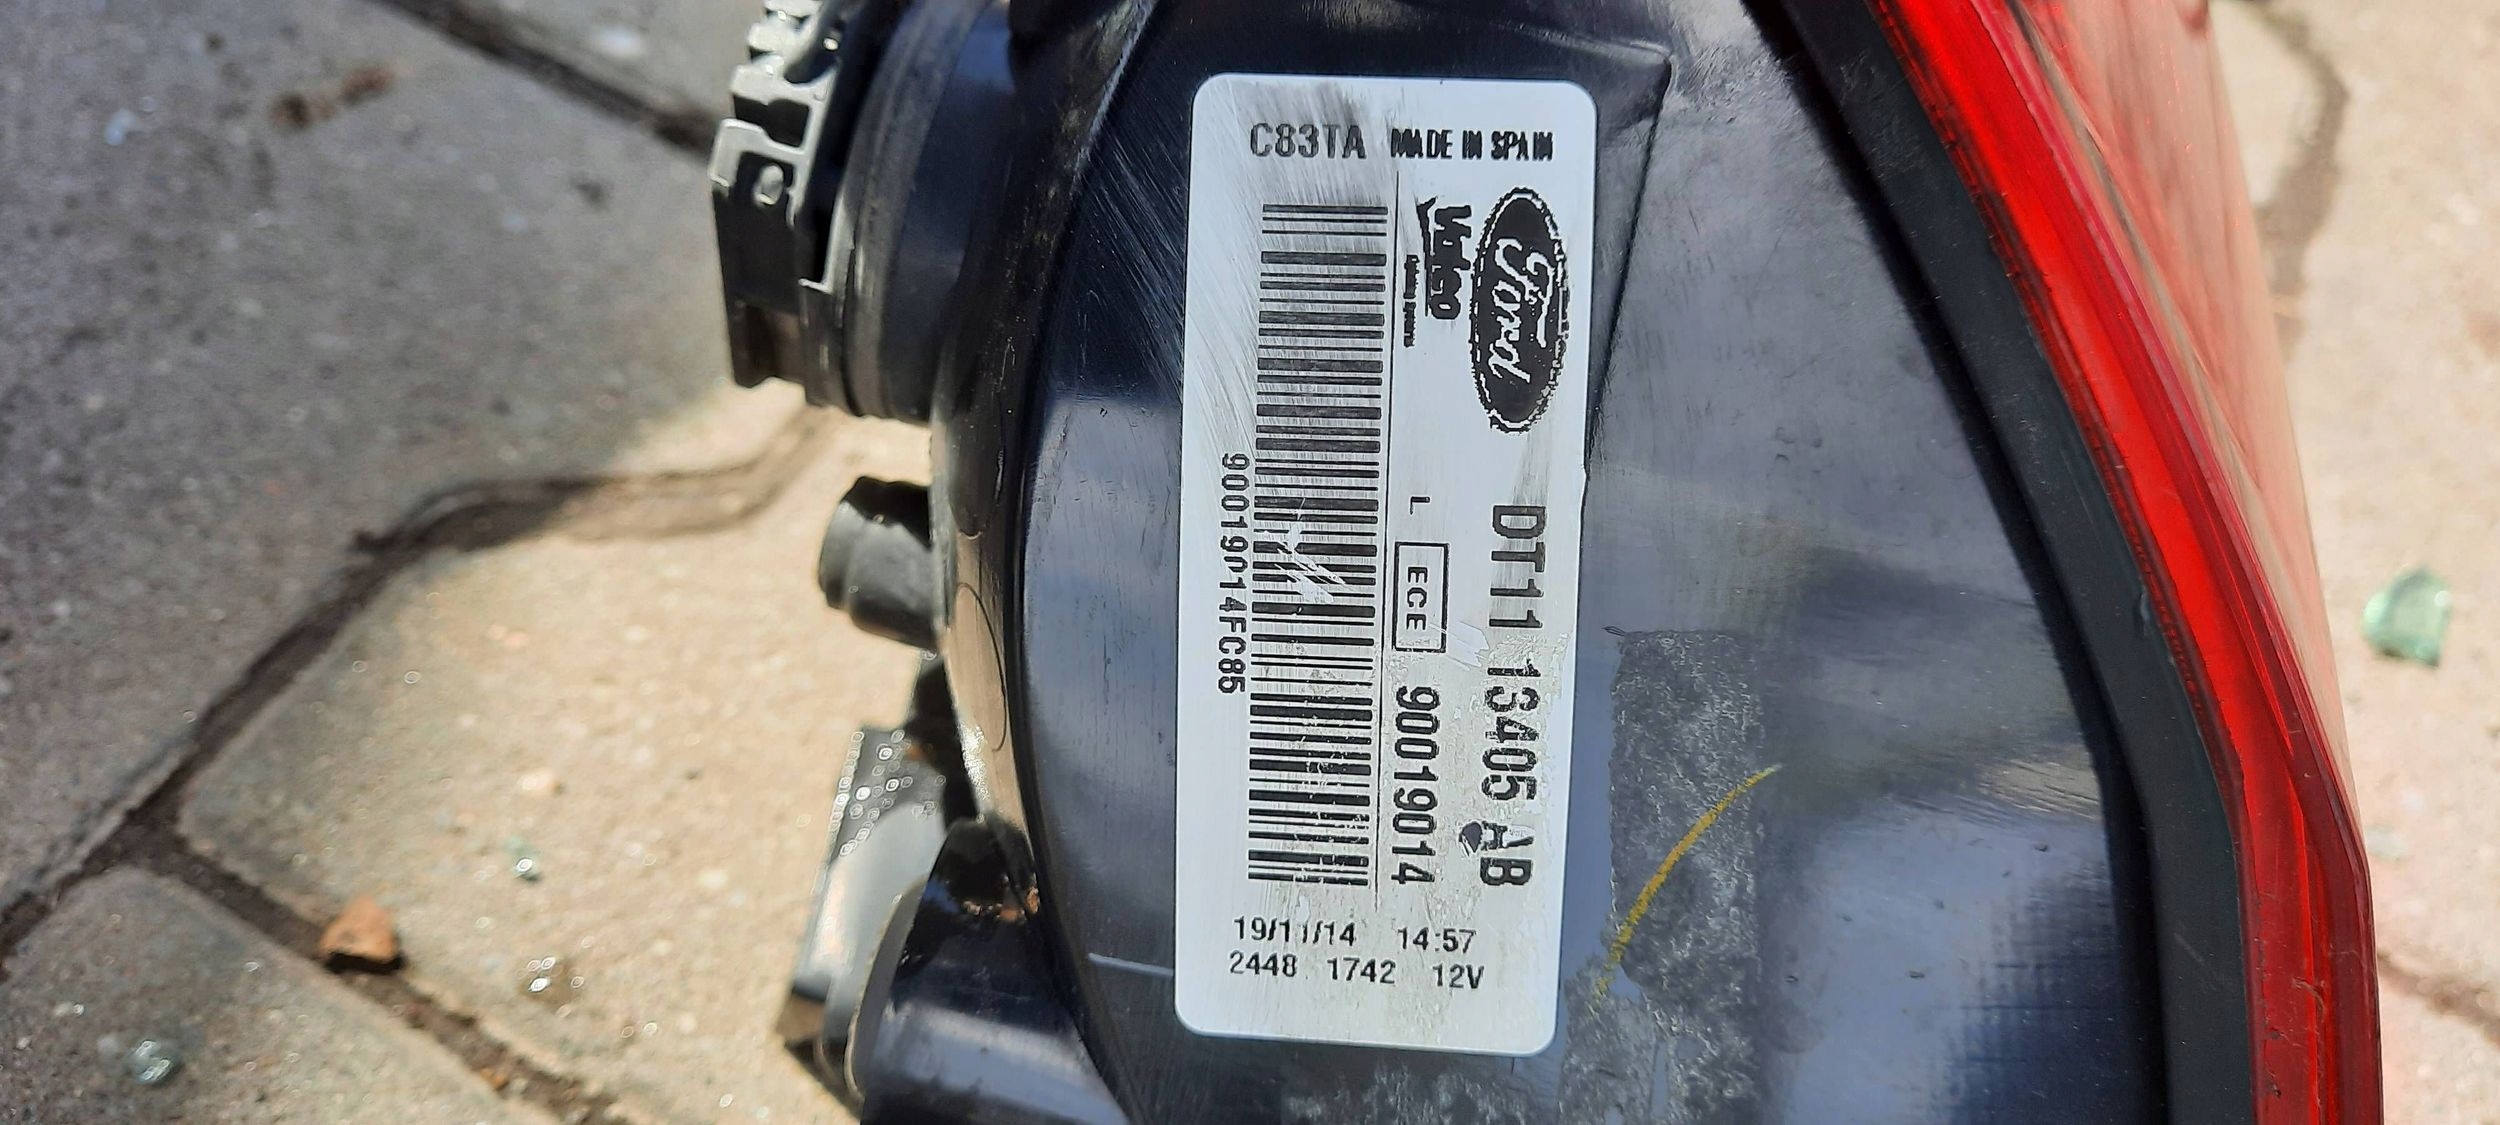 C83TA MADE IN SPAIN
Ford
Valeo
DT11 13405 AB
L ECE 90019014
90019014FC85
19/11/14 14:57
2448 1742 12V